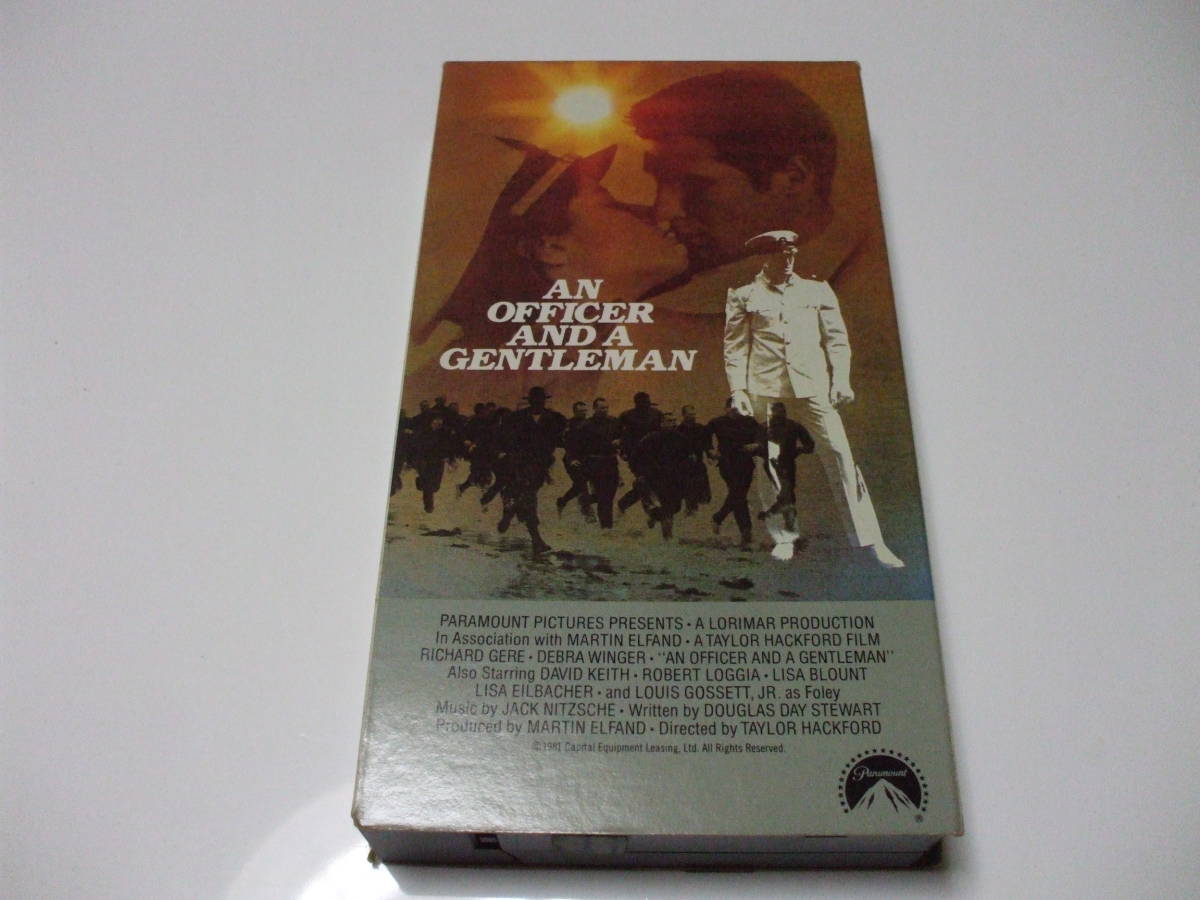 AN
OFFICER
AND A
GENTLEMAN
PARAMOUNT PICTURES PRESENTS · A LORIMAR PRODUCTION
In Association with MARTIN ELFAND · A TAYLOR HACKFORD FILM
RICHARD GERE · DEBRA WINGER · "AN OFFICER AND A GENTLEMAN"
Also Starring DAVID KEITH · ROBERT LOGGIA · LISA BLOUNT
LISA EILBACHER · and LOUIS GOSSETT, JR. as Foley
Music by JACK NITZSCHE · Written by DOUGLAS DAY STEWART
Produced by MARTIN ELFAND · Directed by TAYLOR HACKFORD
©1981 Capital Equipment Leasing, Ltd. All Rights Reserved.
Paramount
®